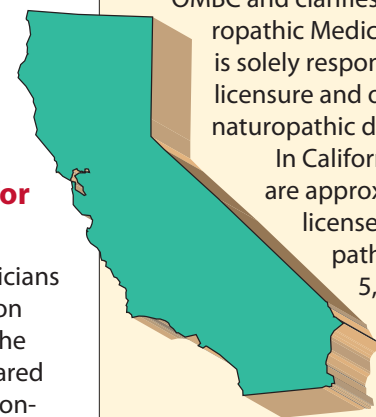 OMBC and clarifies
ropathic Medic
is solely respon
licensure and d
naturopathic d
In Californ
are approx
license
path
5,
or
icians
on
he
ared
on-